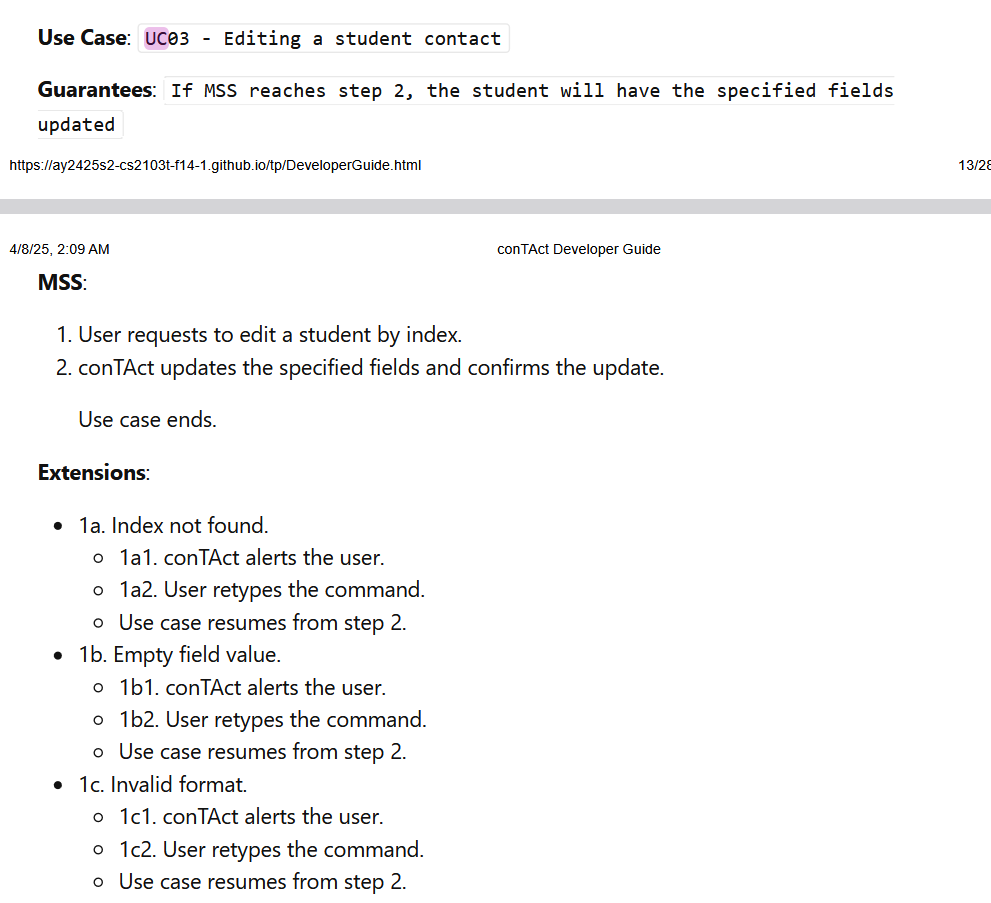 Use Case: UC03 - Editing a student contact
Guarantees: If MSS reaches step 2, the student will have the specified fields
updated
https://ay2425s2-cs2103t-f14-1.github.io/tp/DeveloperGuide.html 13/28
4/8/25, 2:09 AM conTAct Developer Guide
MSS:
1. User requests to edit a student by index.
2. conTAct updates the specified fields and confirms the update.
Use case ends.
Extensions:
• 1a. Index not found.
○ 1a1. conTAct alerts the user.
○ 1a2. User retypes the command.
○ Use case resumes from step 2.
• 1b. Empty field value.
○ 1b1. conTAct alerts the user.
○ 1b2. User retypes the command.
○ Use case resumes from step 2.
• 1c. Invalid format.
○ 1c1. conTAct alerts the user.
○ 1c2. User retypes the command.
○ Use case resumes from step 2.